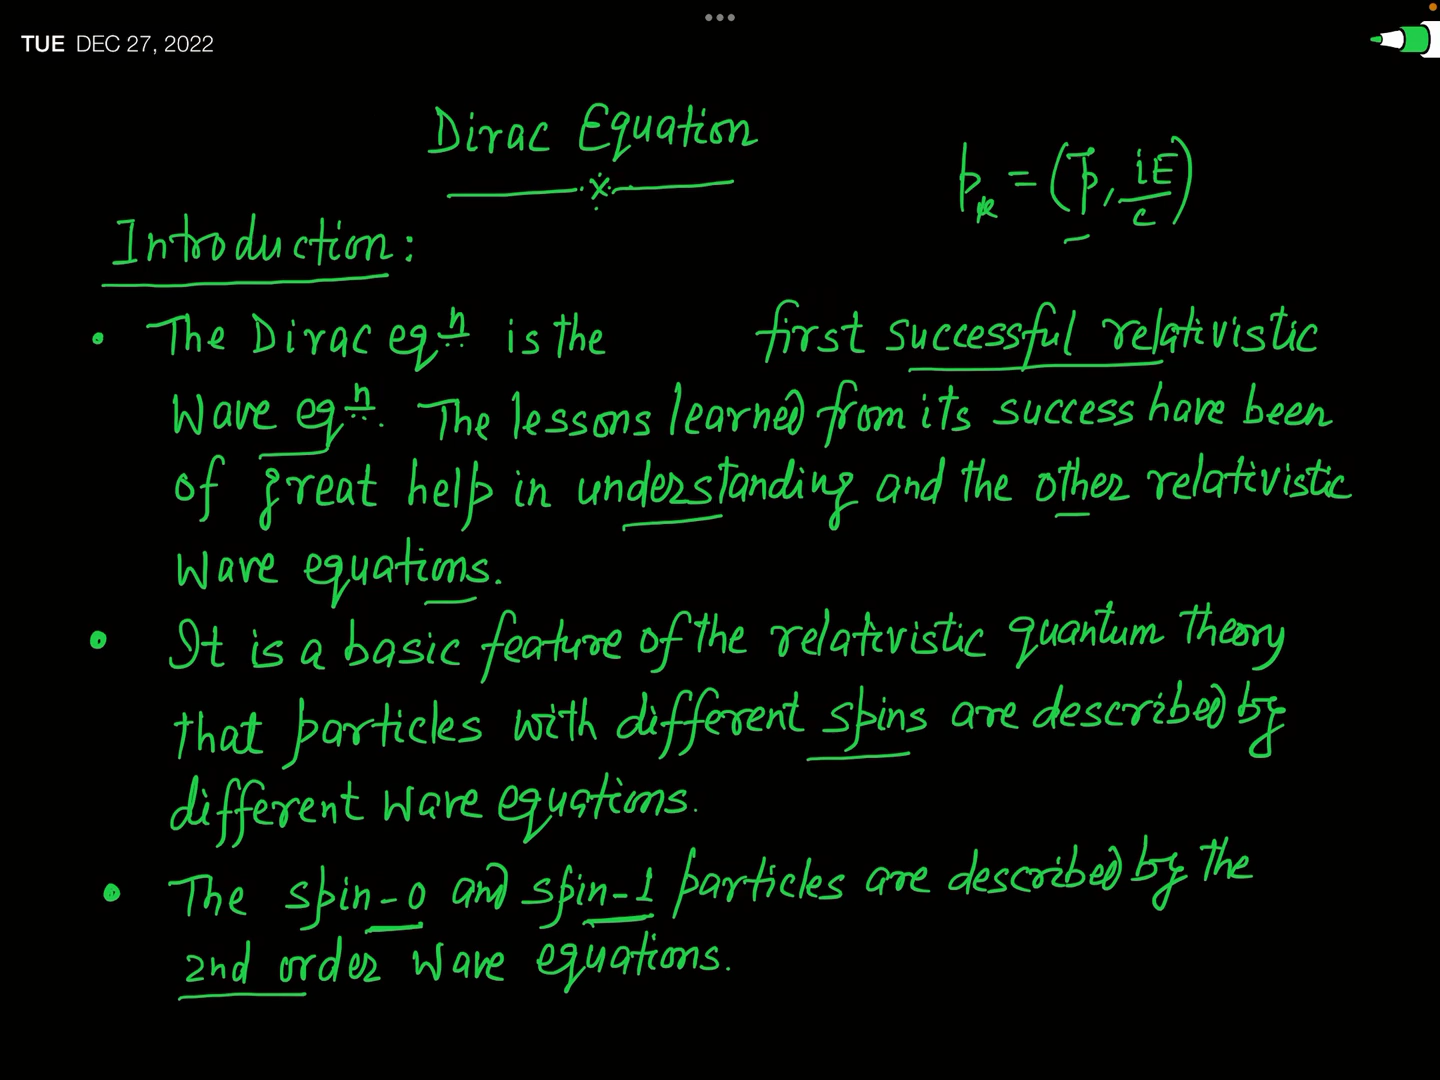 TUE DEC 27, 2022
Dirac Equation
pμ = (p⃗, iE/c)
Introduction:
• The Dirac eqⁿ is the first successful relativistic
wave eqⁿ. The lessons learned from its success have been
of great help in understanding and the other relativistic
wave equations.
• It is a basic feature of the relativistic quantum theory
that particles with different spins are described by
different wave equations.
• The spin-0 and spin-1 particles are described by the
2nd order wave equations.